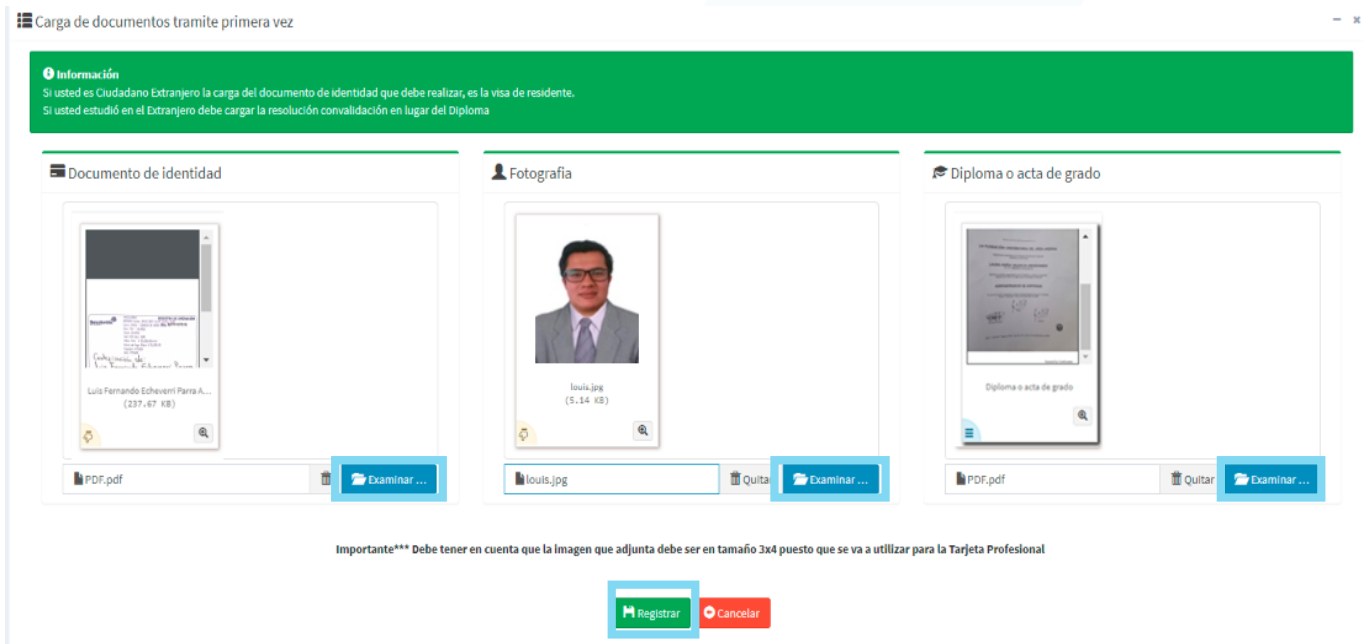 Carga de documentos tramite primera vez
Información
Si usted es Ciudadano Extranjero la carga del documento de identidad que debe realizar, es la visa de residente.
Si usted estudió en el Extranjero debe cargar la resolución convalidación en lugar del Diploma
Documento de identidad
Luis Fernando Echeverri Parra A...
(237.67 KB)
PDF.pdf
Examinar ...
Fotografia
louis.jpg
(5.14 KB)
louis.jpg
Quitar
Examinar ...
Diploma o acta de grado
Diploma o acta de grado
PDF.pdf
Quitar
Examinar ...
Importante*** Debe tener en cuenta que la imagen que adjunta debe ser en tamaño 3x4 puesto que se va a utilizar para la Tarjeta Profesional
Registrar
Cancelar